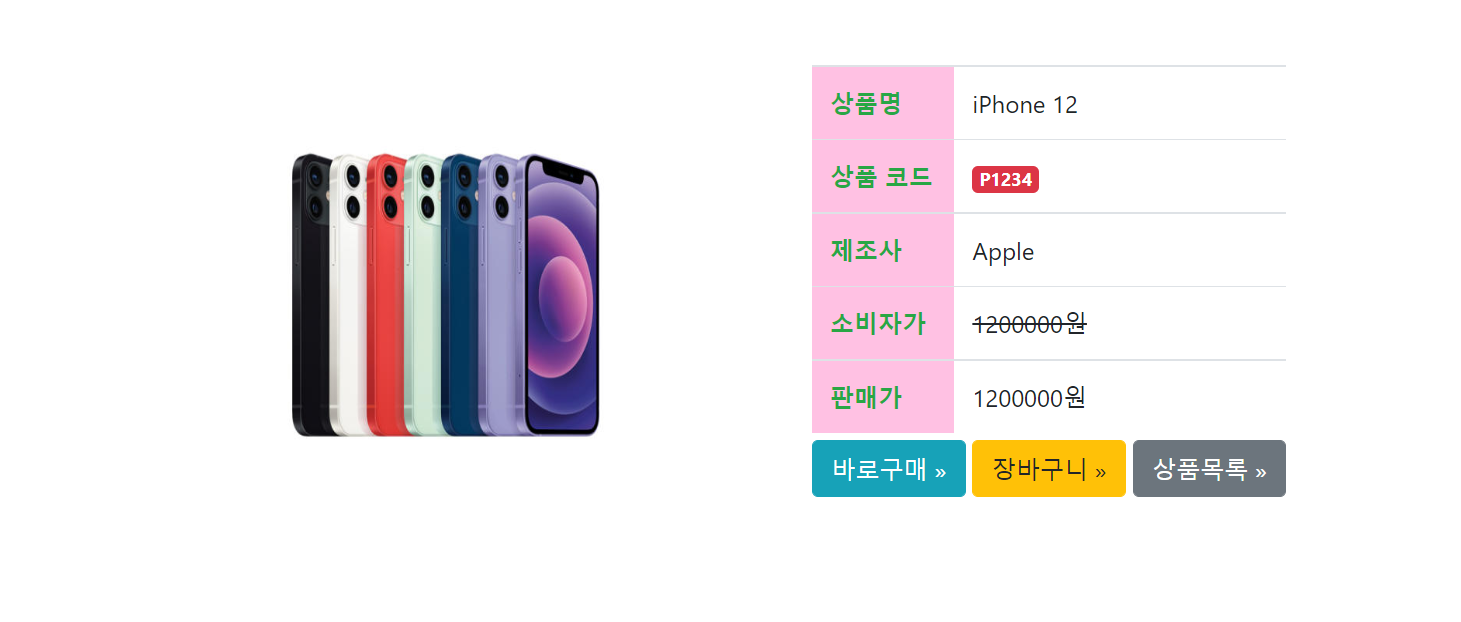 상품명 iPhone 12
상품 코드 P1234
제조사 Apple
소비자가 1200000원
판매가 1200000원
바로구매 » 장바구니 » 상품목록 »